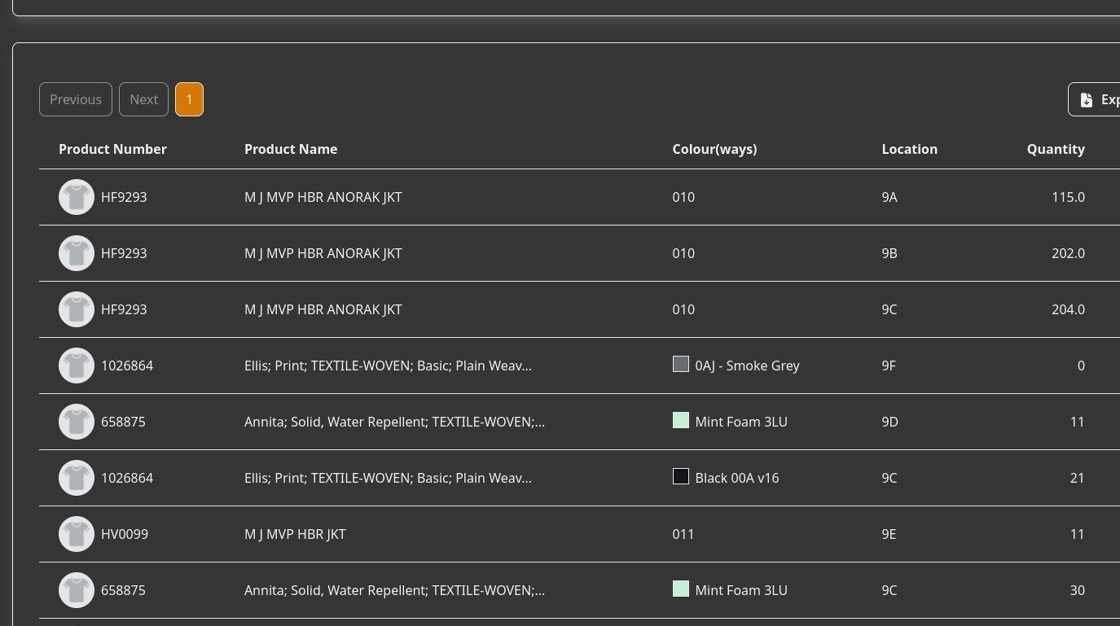 Previous Next 1 Exp
Product Number Product Name Colour(ways) Location Quantity
HF9293 M J MVP HBR ANORAK JKT 010 9A 115.0
HF9293 M J MVP HBR ANORAK JKT 010 9B 202.0
HF9293 M J MVP HBR ANORAK JKT 010 9C 204.0
1026864 Ellis; Print; TEXTILE-WOVEN; Basic; Plain Weav... 0AJ - Smoke Grey 9F 0
658875 Annita; Solid, Water Repellent; TEXTILE-WOVEN;... Mint Foam 3LU 9D 11
1026864 Ellis; Print; TEXTILE-WOVEN; Basic; Plain Weav... Black 00A v16 9C 21
HV0099 M J MVP HBR JKT 011 9E 11
658875 Annita; Solid, Water Repellent; TEXTILE-WOVEN;... Mint Foam 3LU 9C 30